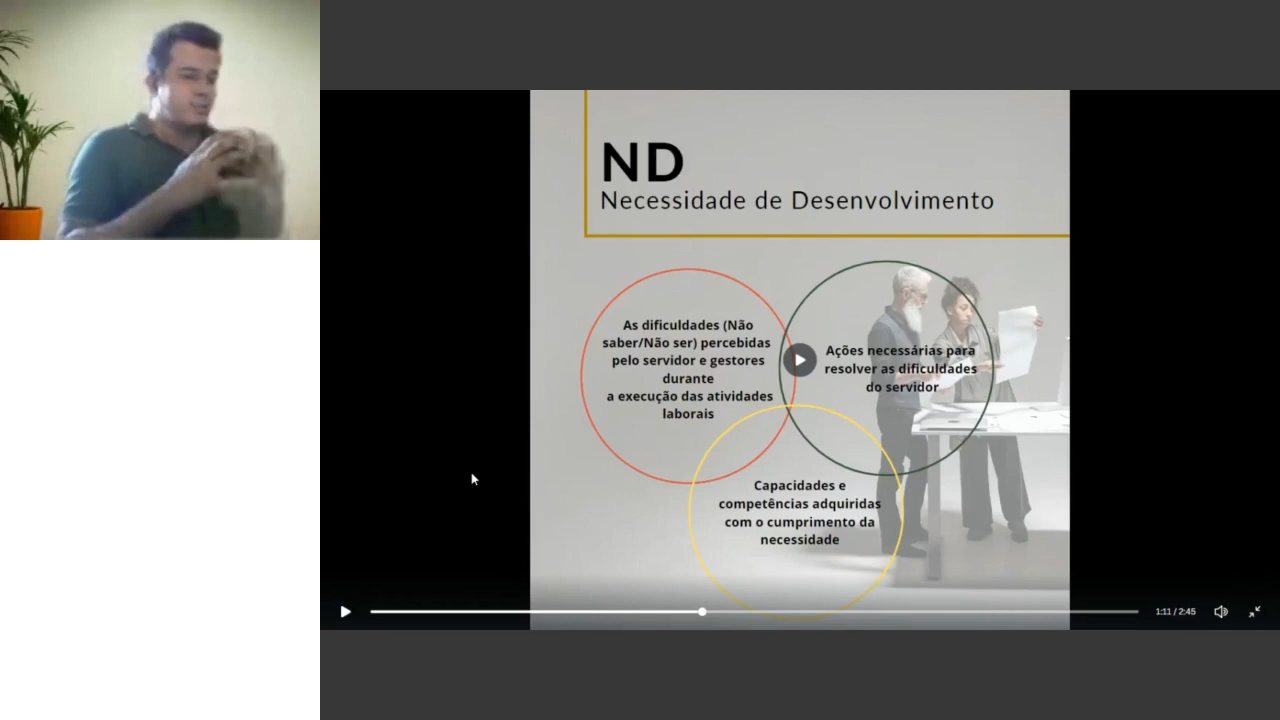 ND
Necessidade de Desenvolvimento
As dificuldades (Não
saber/Não ser) percebidas
pelo servidor e gestores
durante
a execução das atividades
laborais
Ações necessárias para
resolver as dificuldades
do servidor
Capacidades e
competências adquiridas
com o cumprimento da
necessidade
1:11 / 2:45